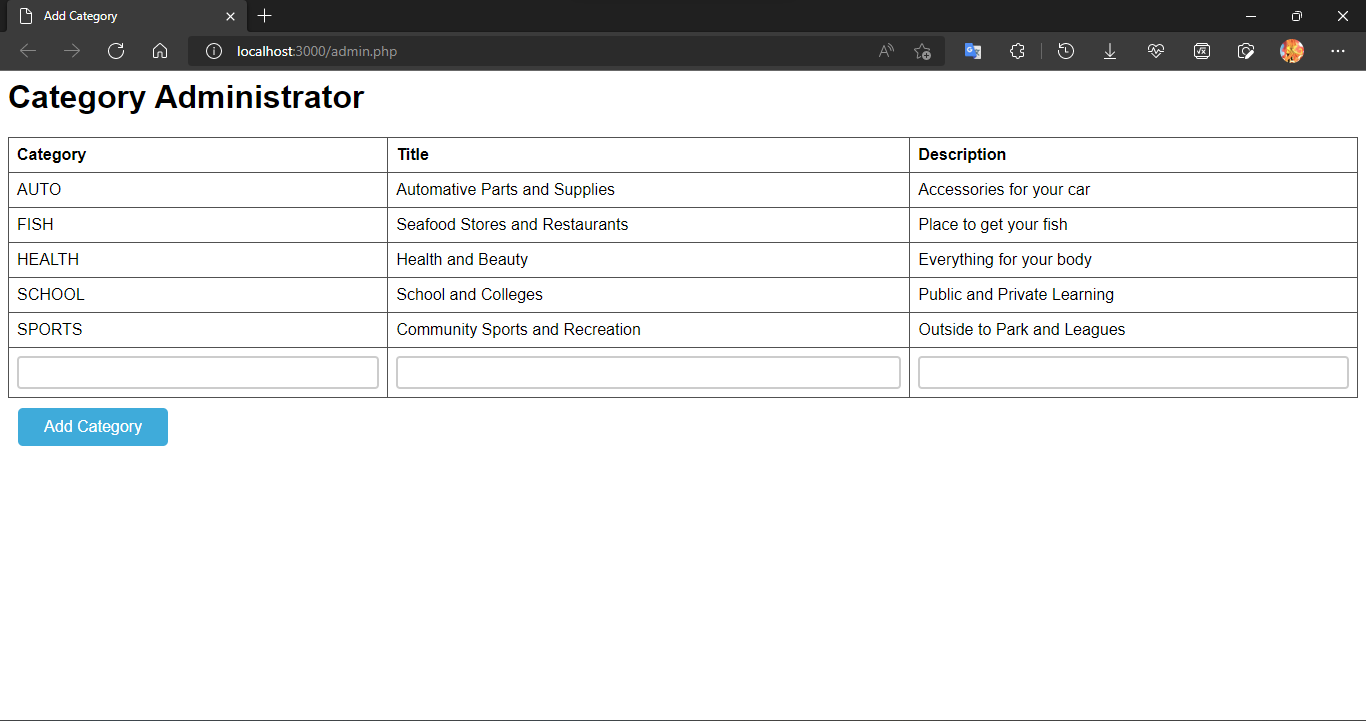 Add Category
localhost:3000/admin.php
Category Administrator
Category Title Description
AUTO Automative Parts and Supplies Accessories for your car
FISH Seafood Stores and Restaurants Place to get your fish
HEALTH Health and Beauty Everything for your body
SCHOOL School and Colleges Public and Private Learning
SPORTS Community Sports and Recreation Outside to Park and Leagues
Add Category